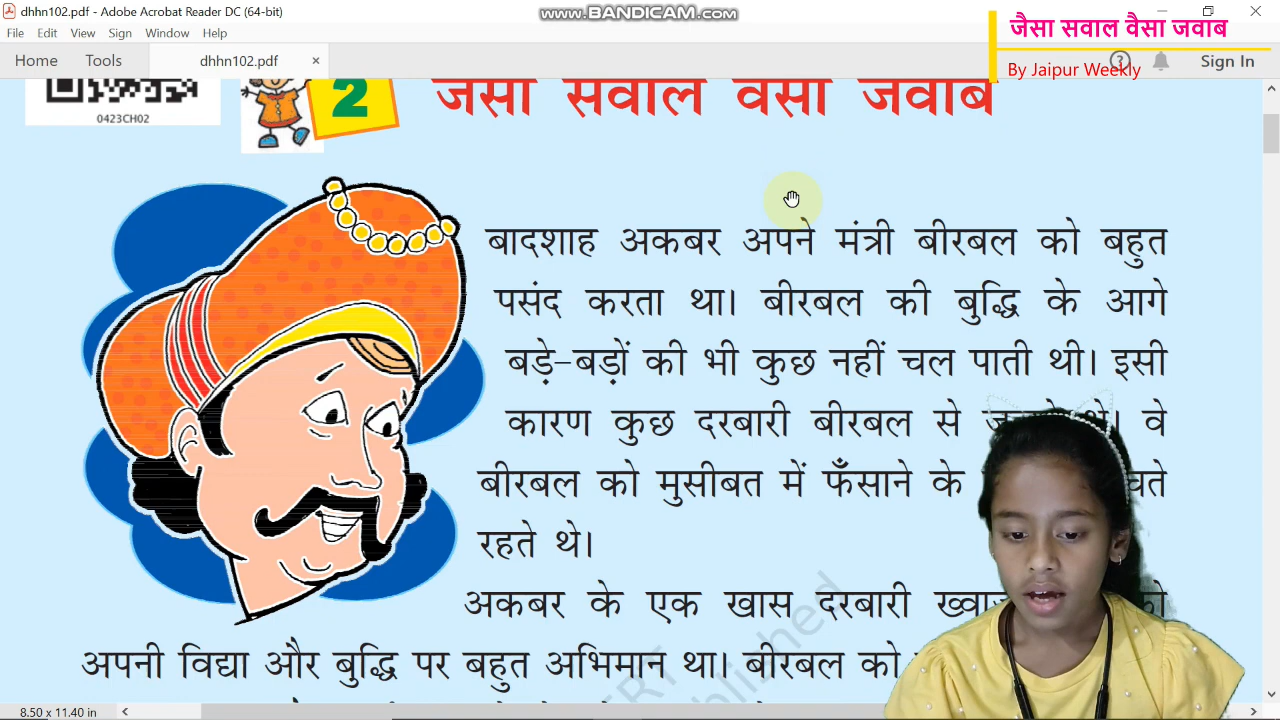 dhhn102.pdf - Adobe Acrobat Reader DC (64-bit)
www.BANDICAM.com
File Edit View Sign Window Help
Home Tools dhhn102.pdf × Sign In
जैसा सवाल वैसा जवाब
By Jaipur Weekly
0423CH02
2
जैसा सवाल वैसा जवाब
बादशाह अकबर अपने मंत्री बीरबल को बहुत
पसंद करता था। बीरबल की बुद्धि के आगे
बड़े-बड़ों की भी कुछ नहीं चल पाती थी। इसी
कारण कुछ दरबारी बीरबल से थे। वे
बीरबल को मुसीबत में फँसाने के
रहते थे।
अकबर के एक खास दरबारी को
अपनी विद्या और बुद्धि पर बहुत अभिमान था। बीरबल को
8.50 x 11.40 in